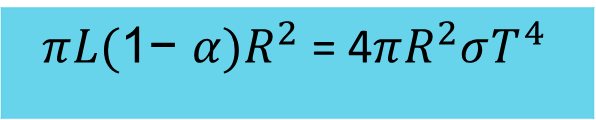 πL(1− α)R² = 4πR²σT⁴